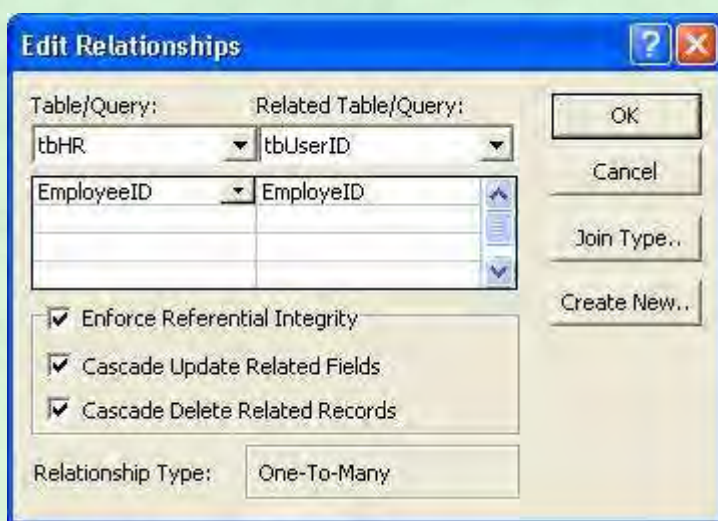 Edit Relationships
?
Table/Query: Related Table/Query:
tbHR tbUserID
EmployeeID EmployeID
OK
Cancel
Join Type..
Create New..
Enforce Referential Integrity
Cascade Update Related Fields
Cascade Delete Related Records
Relationship Type: One-To-Many